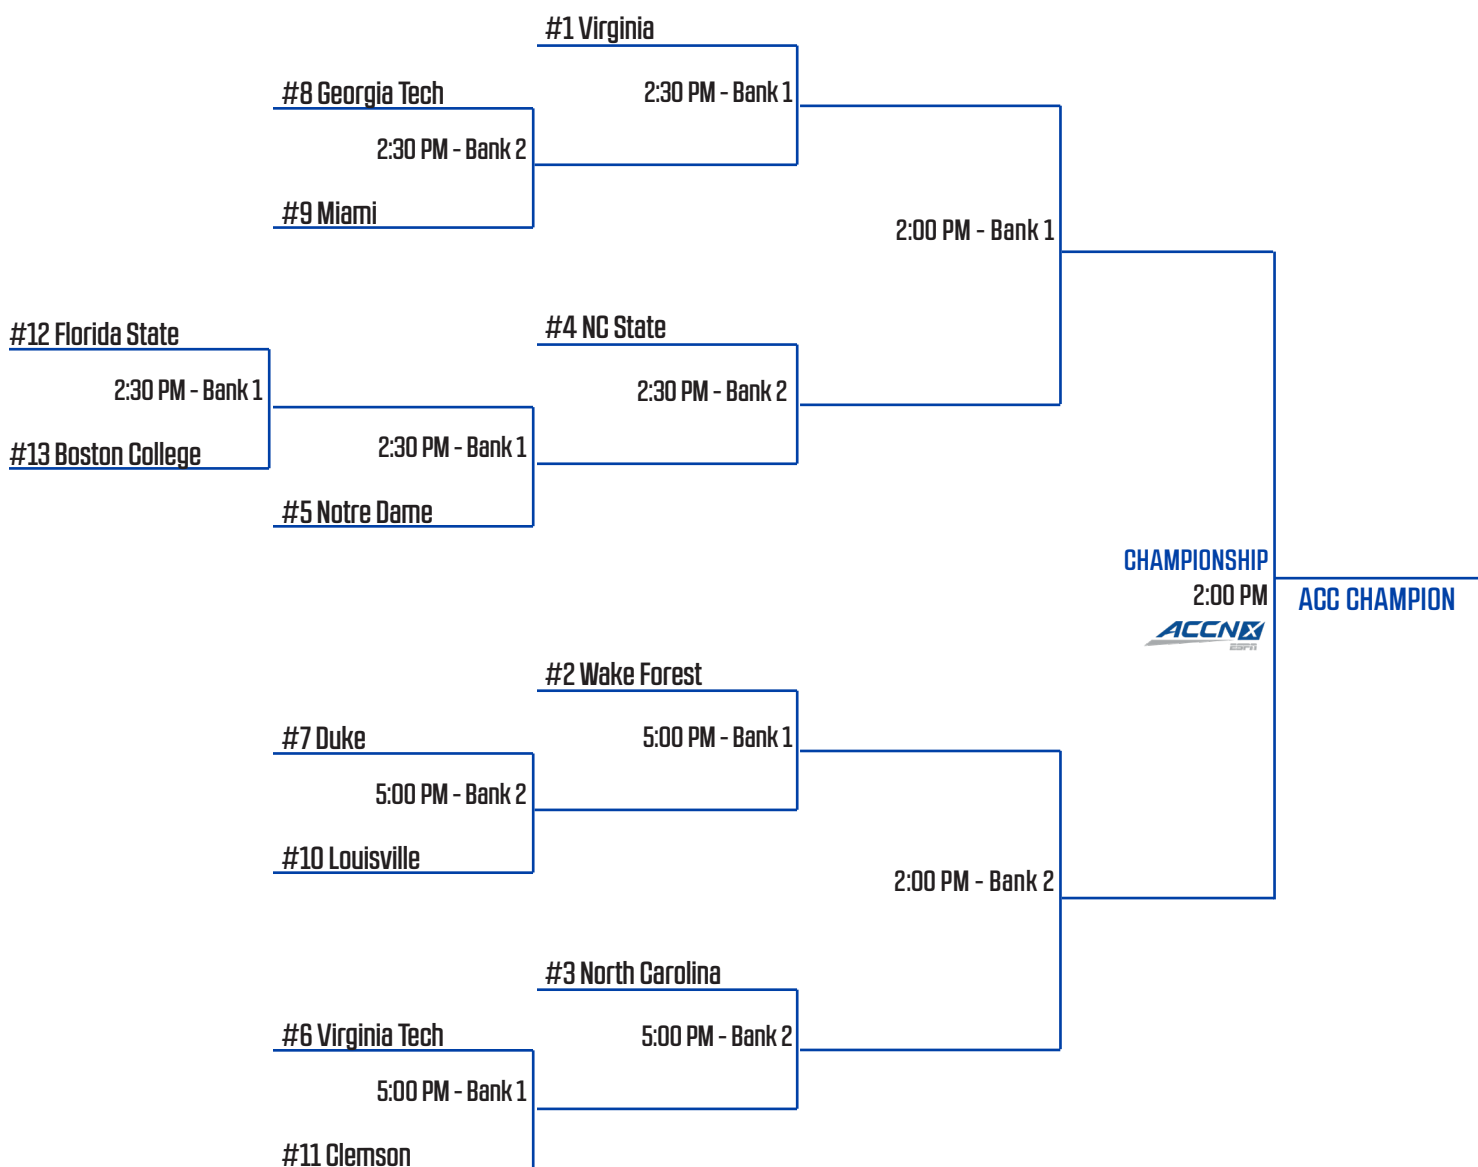 #1 Virginia
#8 Georgia Tech
2:30 PM - Bank 1
2:30 PM - Bank 2
#9 Miami
2:00 PM - Bank 1
#12 Florida State
#4 NC State
2:30 PM - Bank 1
2:30 PM - Bank 2
#13 Boston College
2:30 PM - Bank 1
#5 Notre Dame
CHAMPIONSHIP
2:00 PM
ACC CHAMPION
ACCNX
ESPN
#2 Wake Forest
#7 Duke
5:00 PM - Bank 1
5:00 PM - Bank 2
#10 Louisville
2:00 PM - Bank 2
#3 North Carolina
#6 Virginia Tech
5:00 PM - Bank 2
5:00 PM - Bank 1
#11 Clemson